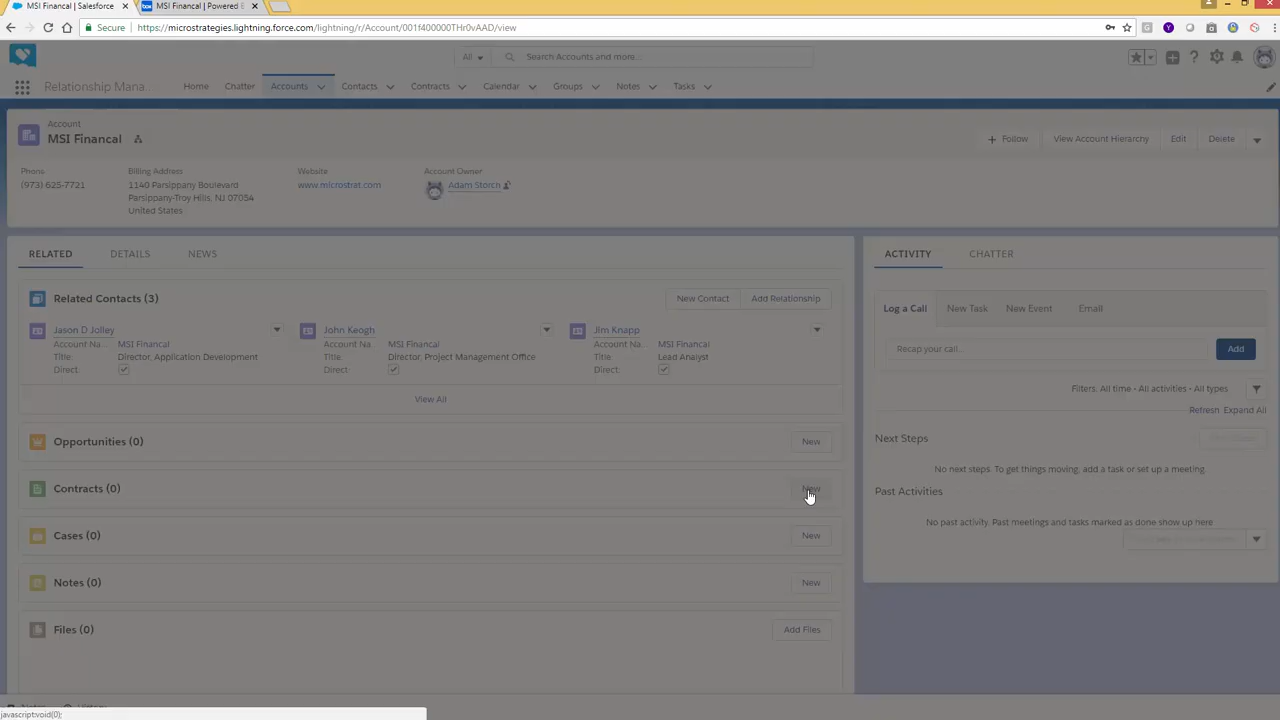 MSI Financal | Salesforce
MSI Financal | Powered B
Secure
https://microstrategies.lightning.force.com/lightning/r/Account/001f400000THr0vAAD/view
All
Search Accounts and more...
Relationship Mana...
Home
Chatter
Accounts
Contacts
Contracts
Calendar
Groups
Notes
Tasks
Account
MSI Financal
Follow
View Account Hierarchy
Edit
Delete
Phone
(973) 625-7721
Billing Address
1140 Parsippany Boulevard
Parsippany-Troy Hills, NJ 07054
United States
Website
www.microstrat.com
Account Owner
Adam Storch
RELATED
DETAILS
NEWS
Related Contacts (3)
New Contact
Add Relationship
Jason D Jolley
Account Na...
MSI Financal
Title:
Director, Application Development
Direct:
John Keogh
Account Na...
MSI Financal
Title:
Director, Project Management Office
Direct:
Jim Knapp
Account Na...
MSI Financal
Title:
Lead Analyst
Direct:
View All
Opportunities (0)
New
Contracts (0)
New
Cases (0)
New
Notes (0)
New
Files (0)
Add Files
ACTIVITY
CHATTER
Log a Call
New Task
New Event
Email
Recap your call...
Add
Filters: All time • All activities • All types
Refresh
Expand All
Next Steps
No next steps. To get things moving, add a task or set up a meeting.
Past Activities
No past activity. Past meetings and tasks marked as done show up here
Notes
History
javascript:void(0);